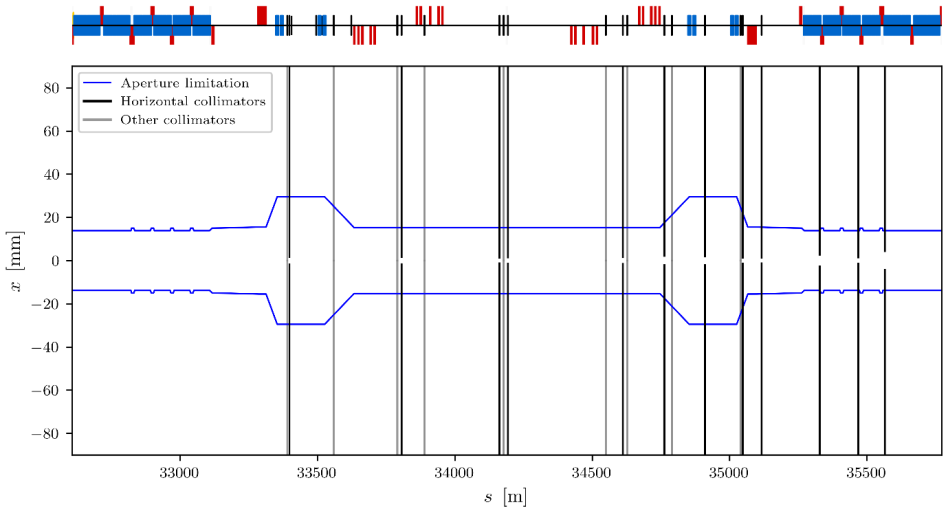 Aperture limitation
Horizontal collimators
Other collimators
80
60
40
20
0
−20
−40
−60
−80
x [mm]
33000 33500 34000 34500 35000 35500
s [m]